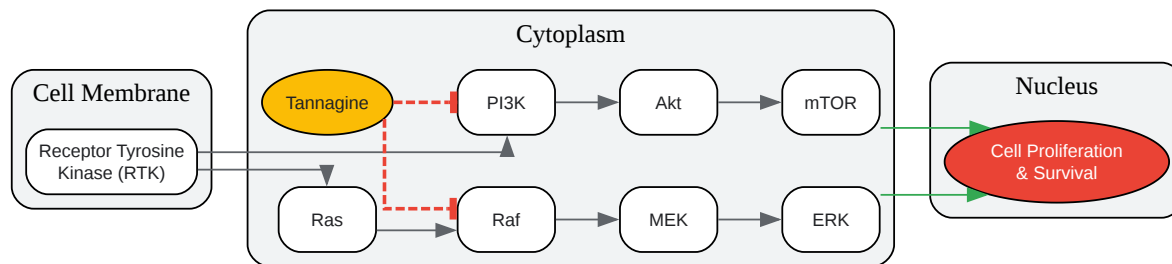 Cell Membrane
Receptor Tyrosine
Kinase (RTK)
Cytoplasm
Tannagine
PI3K
Akt
mTOR
Ras
Raf
MEK
ERK
Nucleus
Cell Proliferation
& Survival